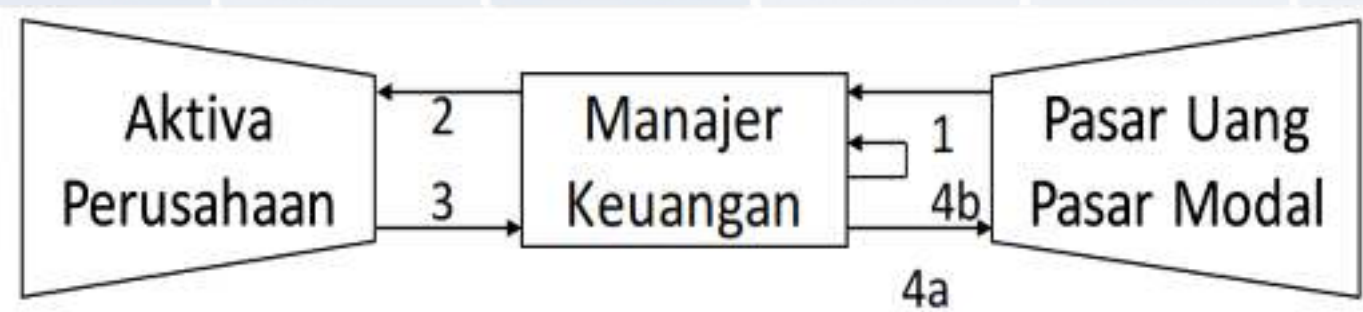 Aktiva
Perusahaan
2
3
Manajer
Keuangan
1
4b
4a
Pasar Uang
Pasar Modal